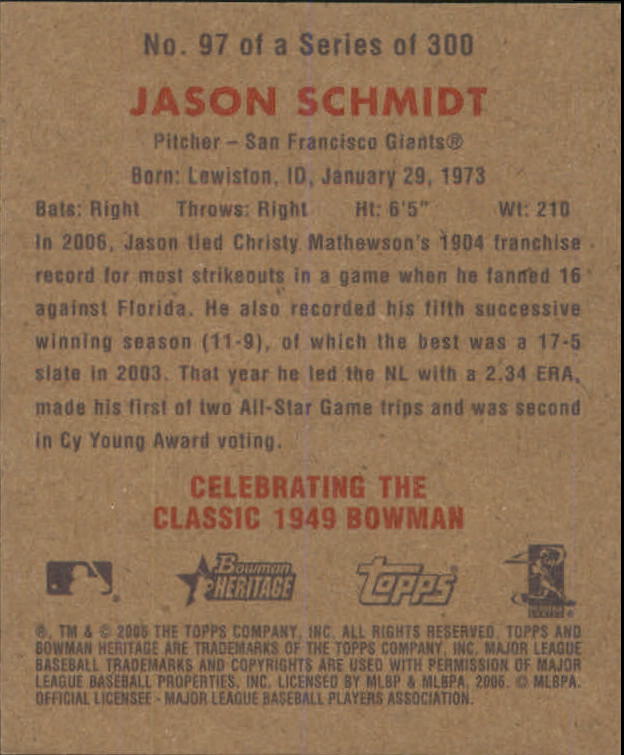 No. 97 of a Series of 300
JASON SCHMIDT
Pitcher – San Francisco Giants®
Born: Lewiston, ID, January 29, 1973
Bats: Right Throws: Right Ht: 6'5" Wt: 210
In 2006, Jason tied Christy Mathewson's 1904 franchise
record for most strikeouts in a game when he fanned 16
against Florida. He also recorded his fifth successive
winning season (11-9), of which the best was a 17-5
slate in 2003. That year he led the NL with a 2.34 ERA,
made his first of two All-Star Game trips and was second
in Cy Young Award voting.
CELEBRATING THE
CLASSIC 1949 BOWMAN
Bowman
HERITAGE
topps
®, TM & © 2006 THE TOPPS COMPANY, INC. ALL RIGHTS RESERVED. TOPPS AND
BOWMAN HERITAGE ARE TRADEMARKS OF THE TOPPS COMPANY, INC. MAJOR LEAGUE
BASEBALL TRADEMARKS AND COPYRIGHTS ARE USED WITH PERMISSION OF MAJOR
LEAGUE BASEBALL PROPERTIES, INC. LICENSED BY MLBP & MLBPA, 2006. © MLBPA.
OFFICIAL LICENSEE - MAJOR LEAGUE BASEBALL PLAYERS ASSOCIATION.